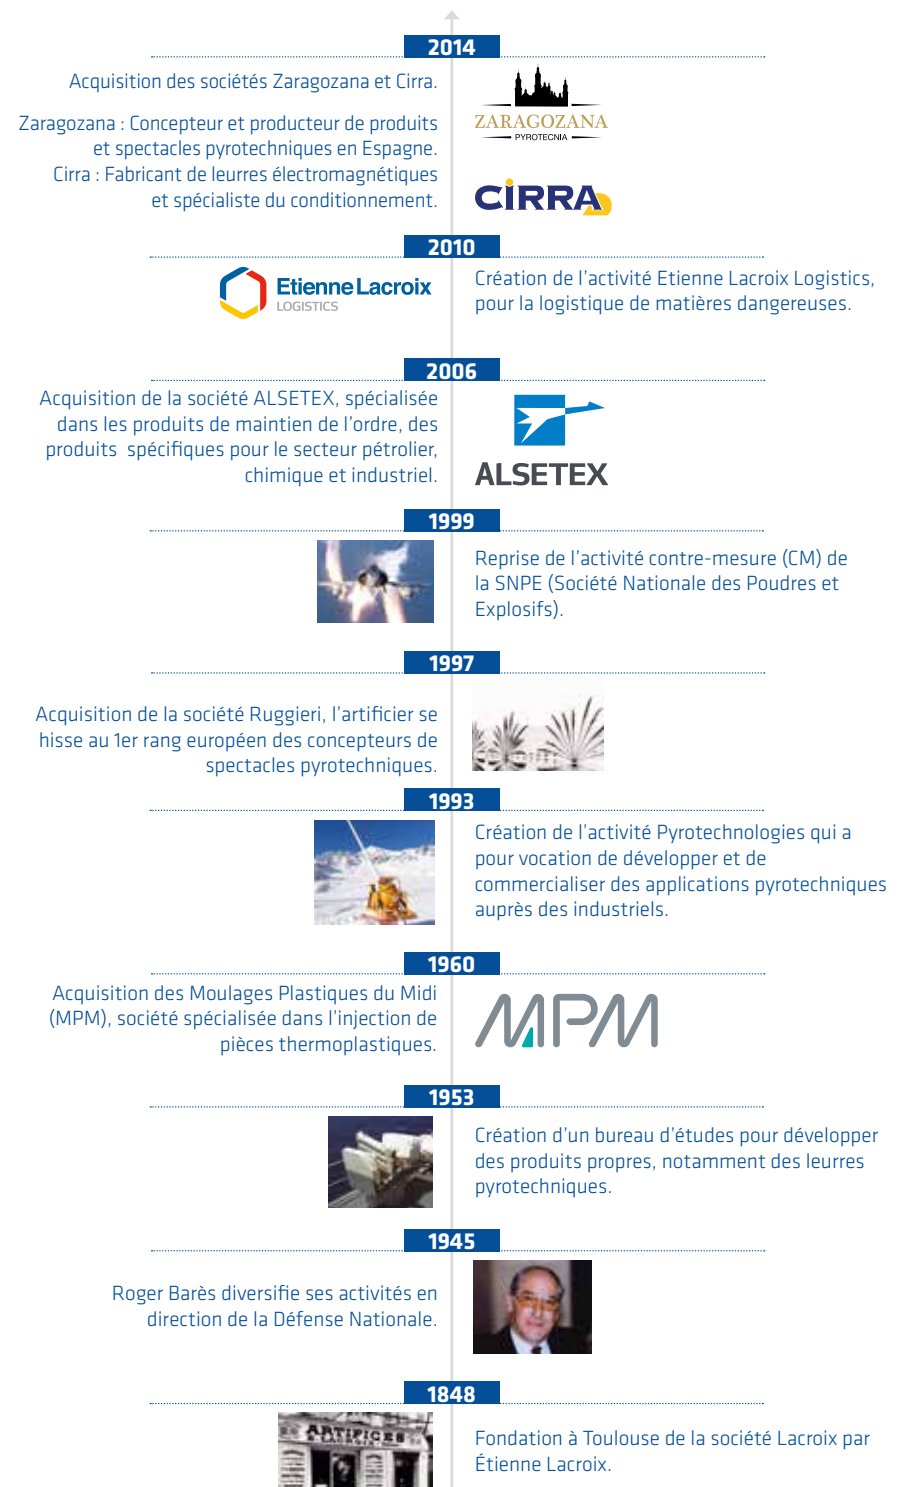 2014
Acquisition des sociétés Zaragozana et Cirra.
Zaragozana : Concepteur et producteur de produits
et spectacles pyrotechniques en Espagne.
Cirra : Fabricant de leurres électromagnétiques
et spécialiste du conditionnement.
ZARAGOZANA
PYROTECNIA
CIRRA
2010
Etienne Lacroix
LOGISTICS
Création de l'activité Etienne Lacroix Logistics,
pour la logistique de matières dangereuses.
2006
Acquisition de la société ALSETEX, spécialisée
dans les produits de maintien de l'ordre, des
produits  spécifiques pour le secteur pétrolier,
chimique et industriel.
ALSETEX
1999
Reprise de l'activité contre-mesure (CM) de
la SNPE (Société Nationale des Poudres et
Explosifs).
1997
Acquisition de la société Ruggieri, l'artificier se
hisse au 1er rang européen des concepteurs de
spectacles pyrotechniques.
1993
Création de l'activité Pyrotechnologies qui a
pour vocation de développer et de
commercialiser des applications pyrotechniques
auprès des industriels.
1960
Acquisition des Moulages Plastiques du Midi
(MPM), société spécialisée dans l'injection de
pièces thermoplastiques.
MPM
1953
Création d'un bureau d'études pour développer
des produits propres, notamment des leurres
pyrotechniques.
1945
Roger Barès diversifie ses activités en
direction de la Défense Nationale.
1848
ARTIFICES
Fondation à Toulouse de la société Lacroix par
Étienne Lacroix.